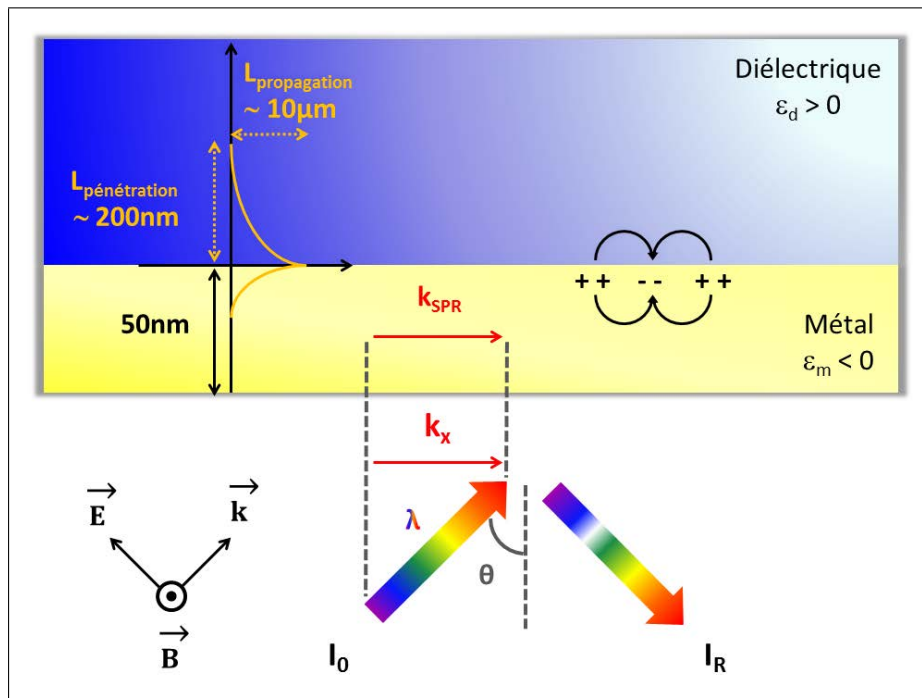 Diélectrique
εd > 0
Lpropagation
~ 10µm
Lpénétration
~ 200nm
++ -- ++
50nm
kSPR
Métal
εm < 0
kx
E
k
λ
θ
B
I0
IR